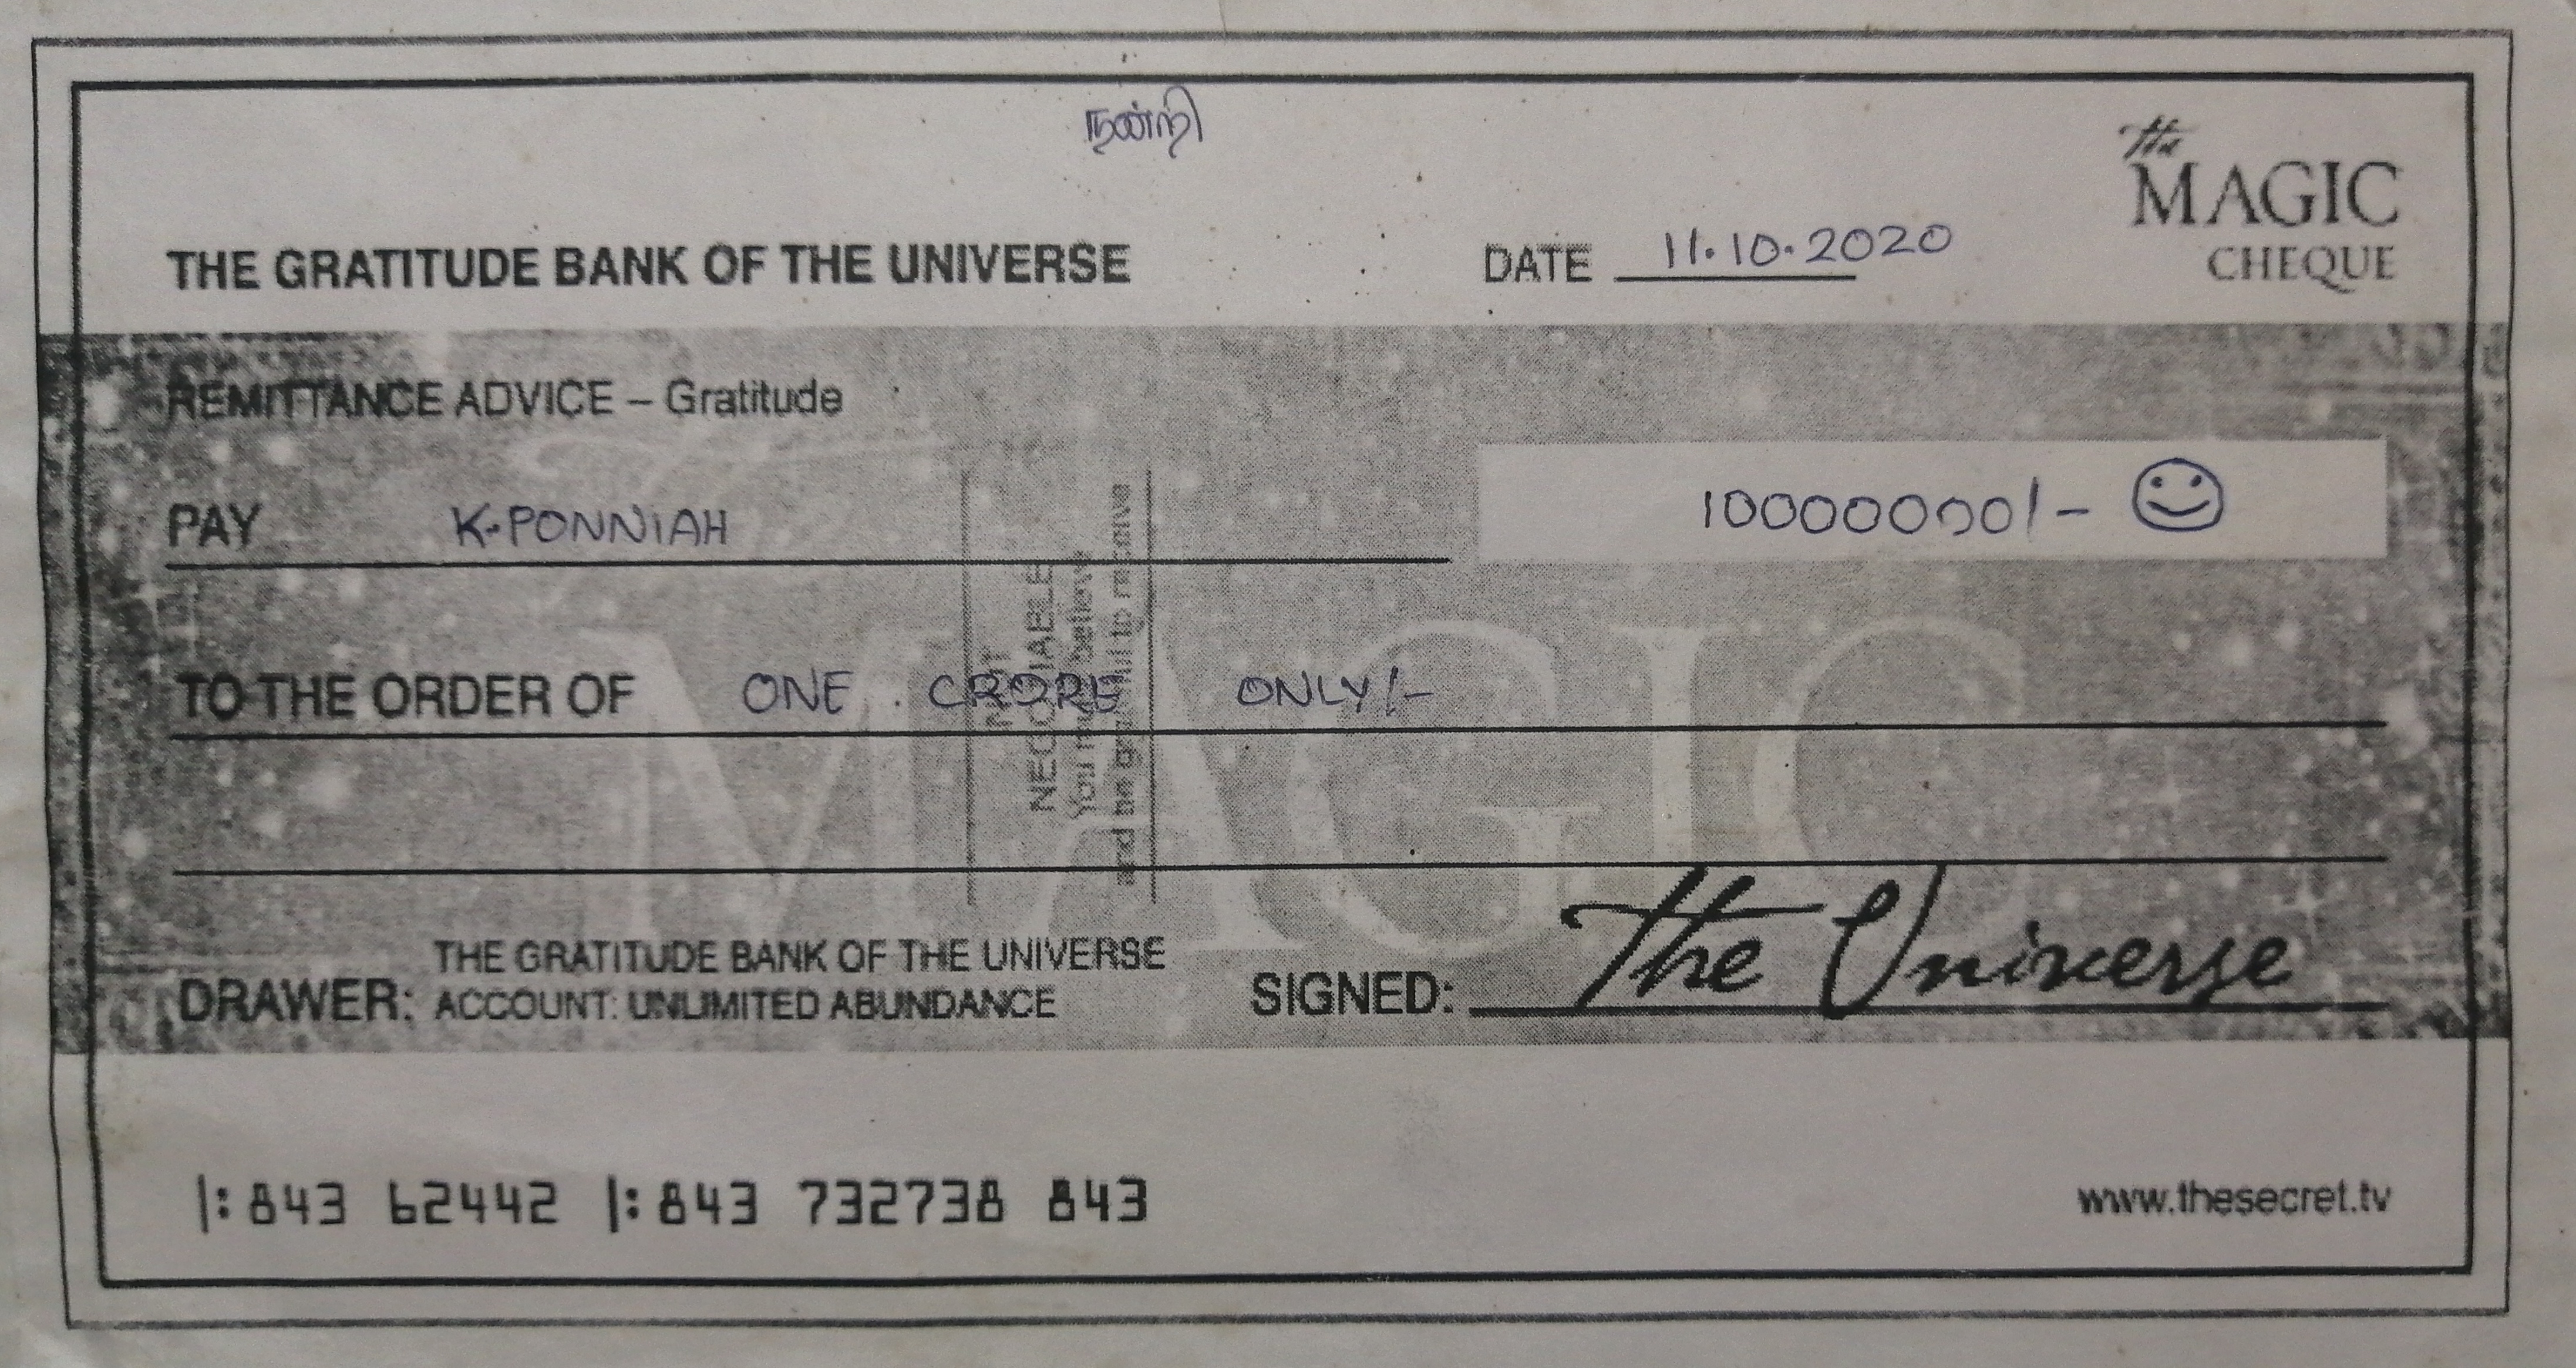 நன்றி
The
MAGIC
CHEQUE
THE GRATITUDE BANK OF THE UNIVERSE DATE 11.10.2020
REMITTANCE ADVICE – Gratitude
PAY K.PONNIAH 10000000/- ☺
TO THE ORDER OF ONE CRORE ONLY/-
NOT
NEGOTIABLE
You must believe
and be grateful to receive
MAGIC
THE GRATITUDE BANK OF THE UNIVERSE
DRAWER: ACCOUNT: UNLIMITED ABUNDANCE
SIGNED: The Universe
|:843 62442 |:843 732738 843
www.thesecret.tv